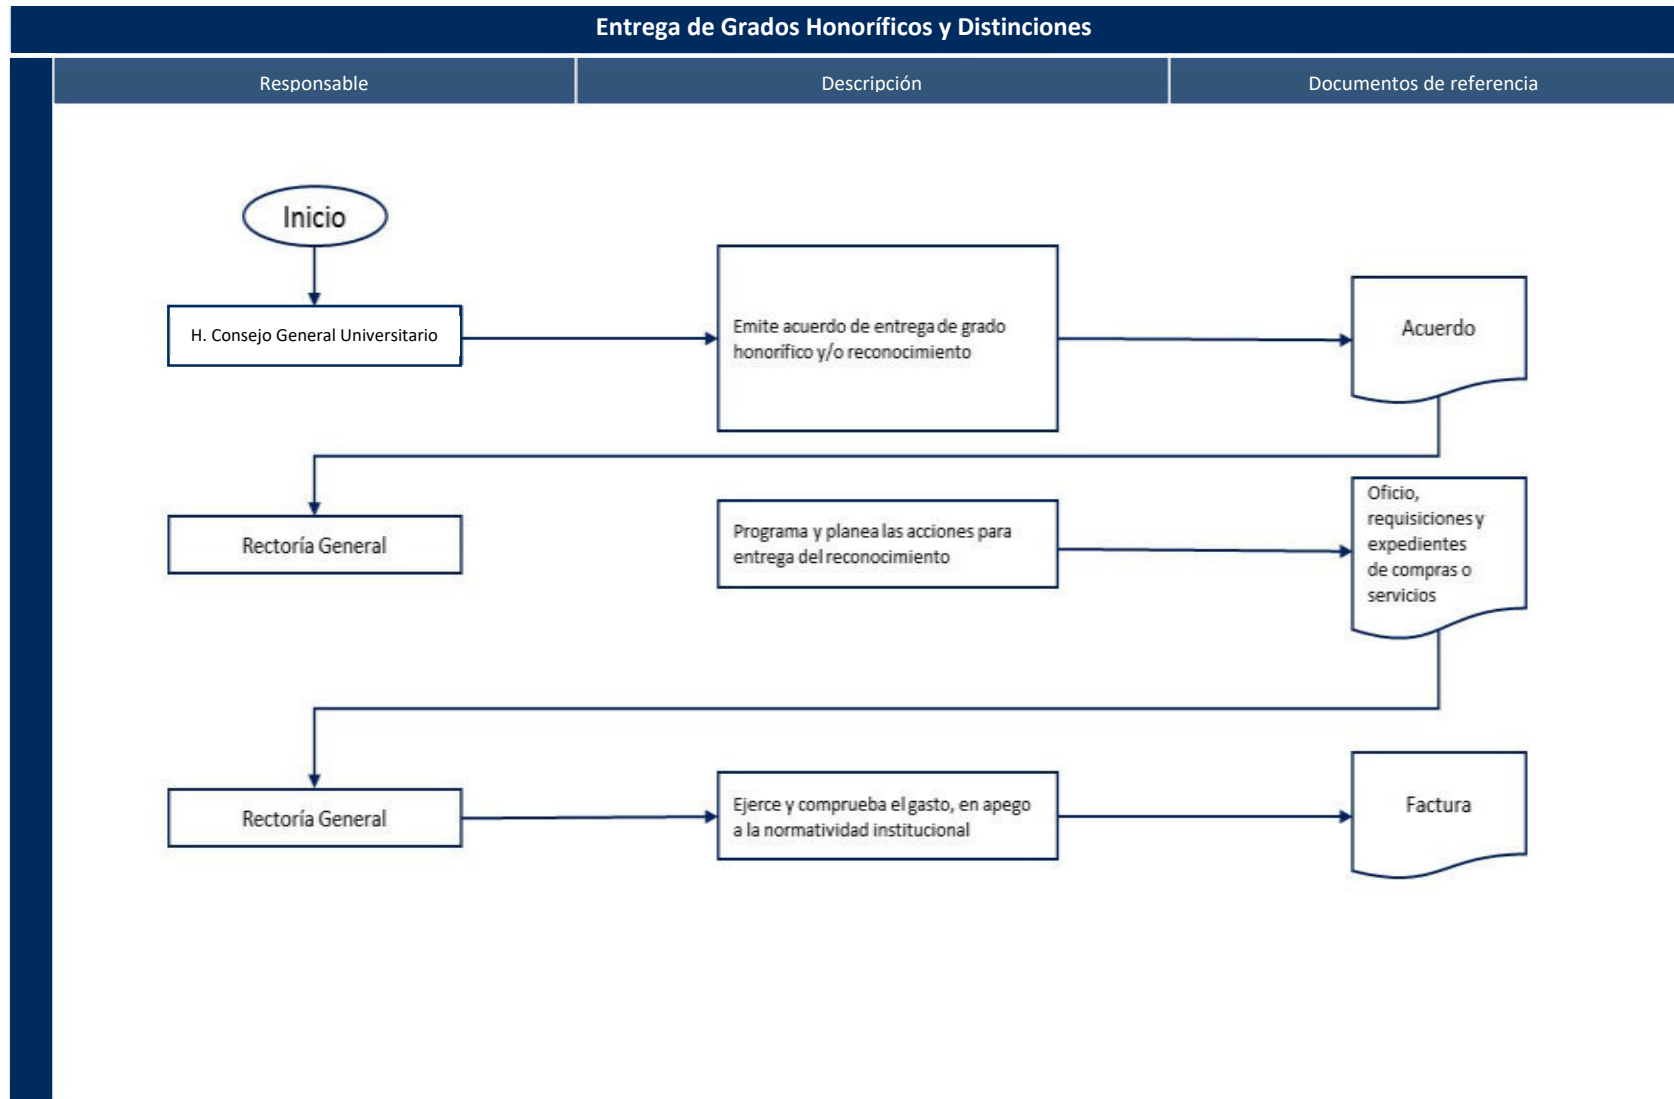 Entrega de Grados Honoríficos y Distinciones
Responsable
Descripción
Documentos de referencia
Inicio
H. Consejo General Universitario
Emite acuerdo de entrega de grado
honorífico y/o reconocimiento
Acuerdo
Rectoría General
Programa y planea las acciones para
entrega del reconocimiento
Oficio,
requisiciones y
expedientes
de compras o
servicios
Rectoría General
Ejerce y comprueba el gasto, en apego
a la normatividad institucional
Factura